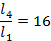 l₄/l₁ = 16